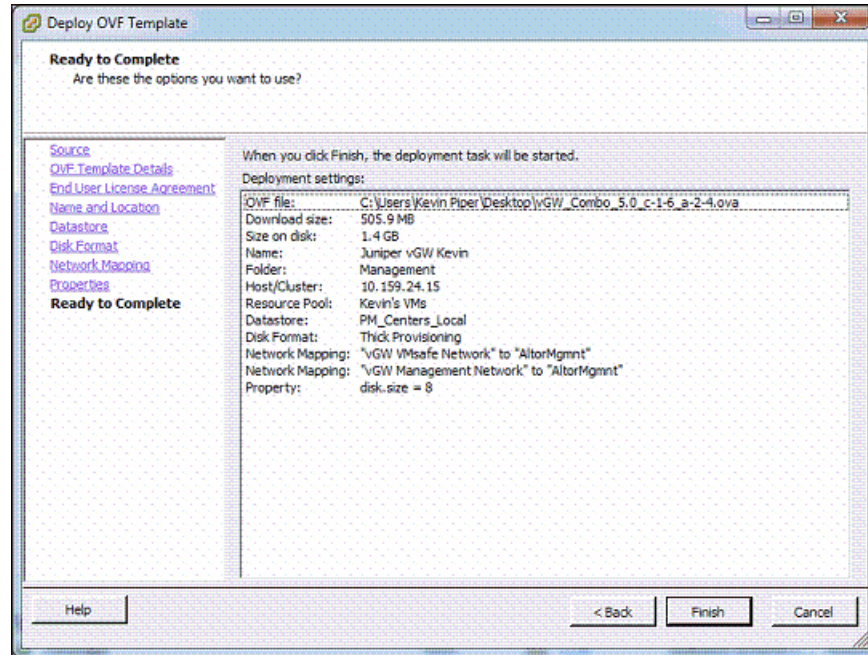 Deploy OVF Template
Ready to Complete
Are these the options you want to use?
Source
OVF Template Details
End User License Agreement
Name and Location
Datastore
Disk Format
Network Mapping
Properties
Ready to Complete
When you click Finish, the deployment task will be started.
Deployment settings:
OVF file: C:\Users\Kevin Piper\Desktop\vGW_Combo_5.0_c-1-6_a-2-4.ova
Download size: 505.9 MB
Size on disk: 1.4 GB
Name: Juniper vGW Kevin
Folder: Management
Host/Cluster: 10.159.24.15
Resource Pool: Kevin's VMs
Datastore: PM_Centers_Local
Disk Format: Thick Provisioning
Network Mapping: "vGW VMsafe Network" to "AltorMgmnt"
Network Mapping: "vGW Management Network" to "AltorMgmnt"
Property: disk.size = 8
Help
< Back
Finish
Cancel